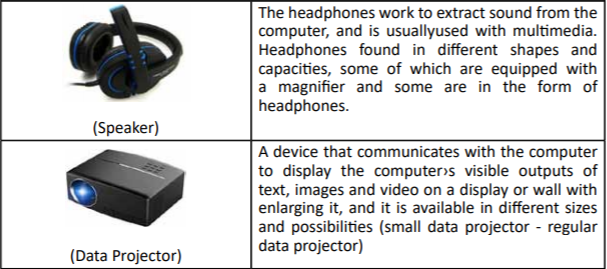 The headphones work to extract sound from the
computer, and is usuallyused with multimedia.
Headphones found in different shapes and
capacities, some of which are equipped with
a magnifier and some are in the form of
headphones.
(Speaker)
A device that communicates with the computer
to display the computer›s visible outputs of
text, images and video on a display or wall with
enlarging it, and it is available in different sizes
and possibilities (small data projector - regular
data projector)
(Data Projector)